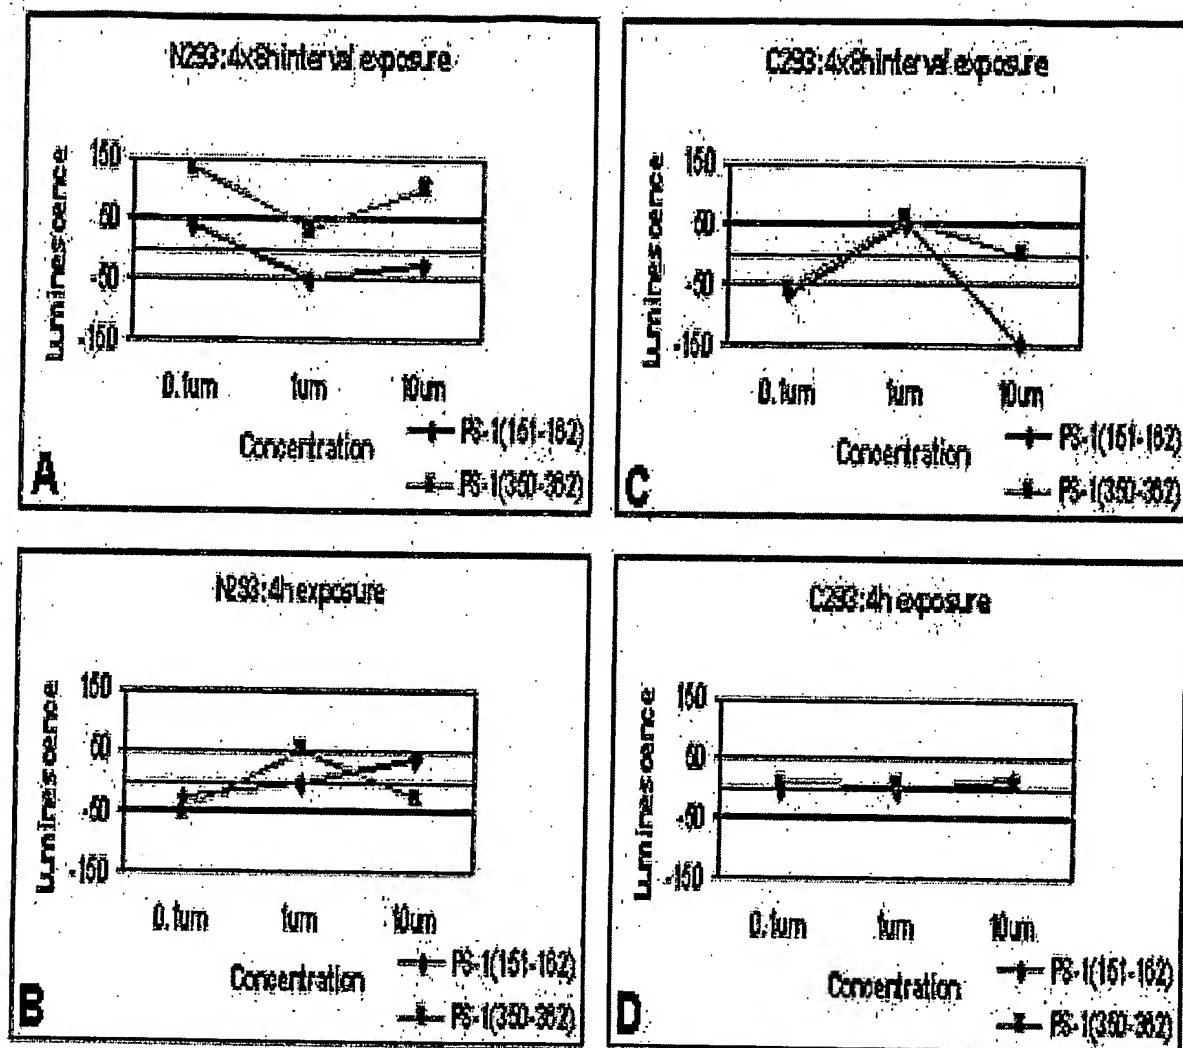 N293:4x8h interval exposure
Luminescence
150
50
-50
-150
0.1um 1um 10um
Concentration
PS-1(151-162)
PS-1(350-362)
A
C293:4x8h interval exposure
Luminescence
150
50
-50
-150
0.1um 1um 10um
Concentration
PS-1(151-162)
PS-1(350-362)
C
N293:4h exposure
Luminescence
150
50
-50
-150
0.1um 1um 10um
Concentration
PS-1(151-162)
PS-1(350-362)
B
C293:4h exposure
Luminescence
150
50
-50
-150
0.1um 1um 10um
Concentration
PS-1(151-162)
PS-1(350-362)
D